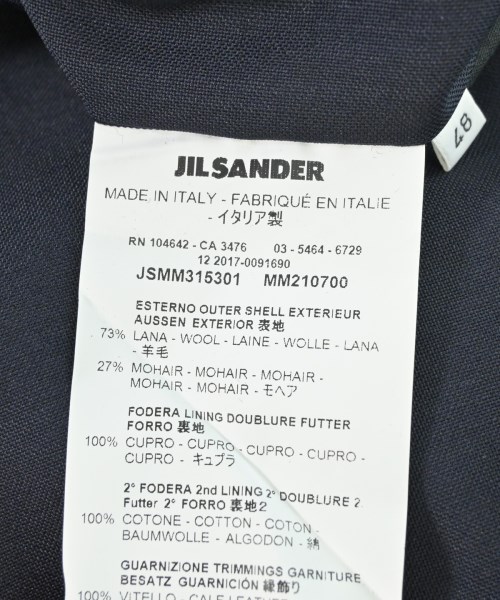 48
JIL SANDER
MADE IN ITALY - FABRIQUÉ EN ITALIE
- イタリア製
RN 104642 - CA 3476 03 - 5464 - 6729
12 2017-0091690
JSMM315301 MM210700
ESTERNO OUTER SHELL EXTERIEUR
AUSSEN EXTERIOR 表地
73% LANA - WOOL - LAINE - WOLLE - LANA
- 羊毛
27% MOHAIR - MOHAIR - MOHAIR -
MOHAIR - MOHAIR - モヘア
FODERA LINING DOUBLURE FUTTER
FORRO 裏地
100% CUPRO - CUPRO - CUPRO - CUPRO -
CUPRO - キュプラ
2° FODERA 2nd LINING 2° DOUBLURE 2
Futter 2° FORRO 裏地2
100% COTONE - COTTON - COTON -
BAUMWOLLE - ALGODON - 綿
GUARNIZIONE TRIMMINGS GARNITURE
BESATZ GUARNICIÓN 縁飾り
100% VITELLO - CALF LEATHER